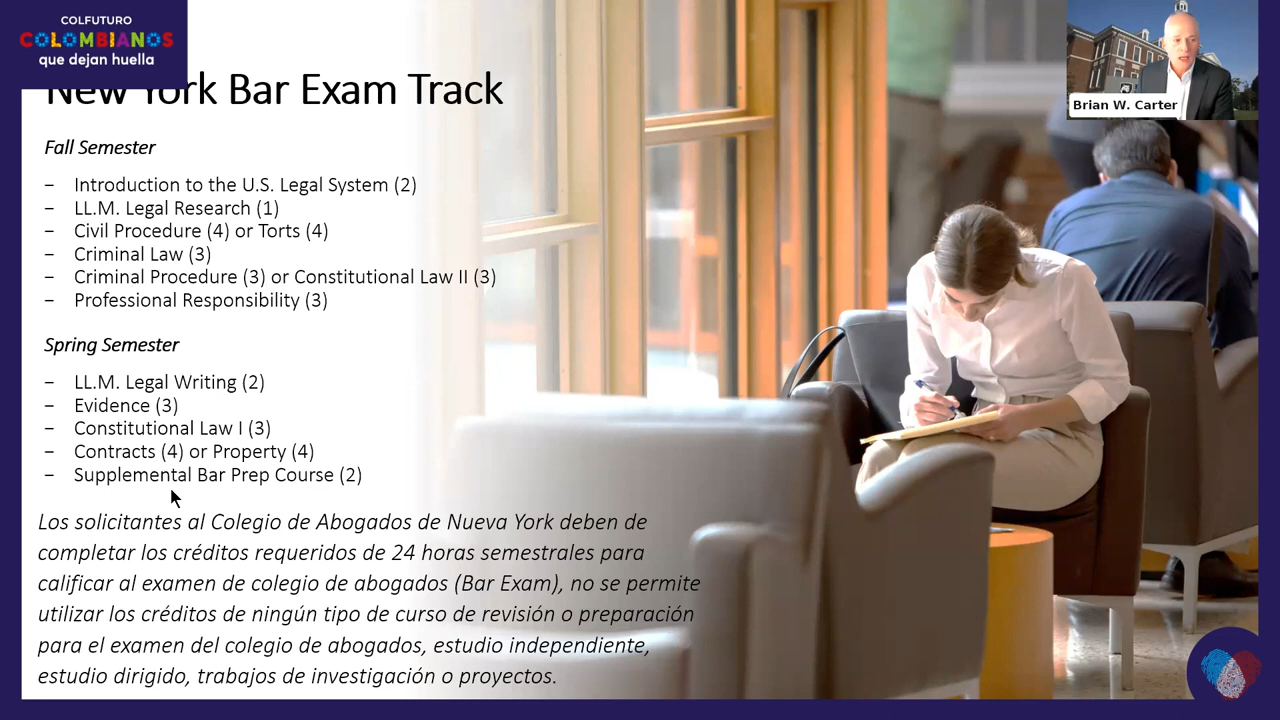 COLFUTURO
COLOMBIANOS
que dejan huella
New York Bar Exam Track
Brian W. Carter
Fall Semester
– Introduction to the U.S. Legal System (2)
– LL.M. Legal Research (1)
– Civil Procedure (4) or Torts (4)
– Criminal Law (3)
– Criminal Procedure (3) or Constitutional Law II (3)
– Professional Responsibility (3)
Spring Semester
– LL.M. Legal Writing (2)
– Evidence (3)
– Constitutional Law I (3)
– Contracts (4) or Property (4)
– Supplemental Bar Prep Course (2)
Los solicitantes al Colegio de Abogados de Nueva York deben de
completar los créditos requeridos de 24 horas semestrales para
calificar al examen de colegio de abogados (Bar Exam), no se permite
utilizar los créditos de ningún tipo de curso de revisión o preparación
para el examen del colegio de abogados, estudio independiente,
estudio dirigido, trabajos de investigación o proyectos.